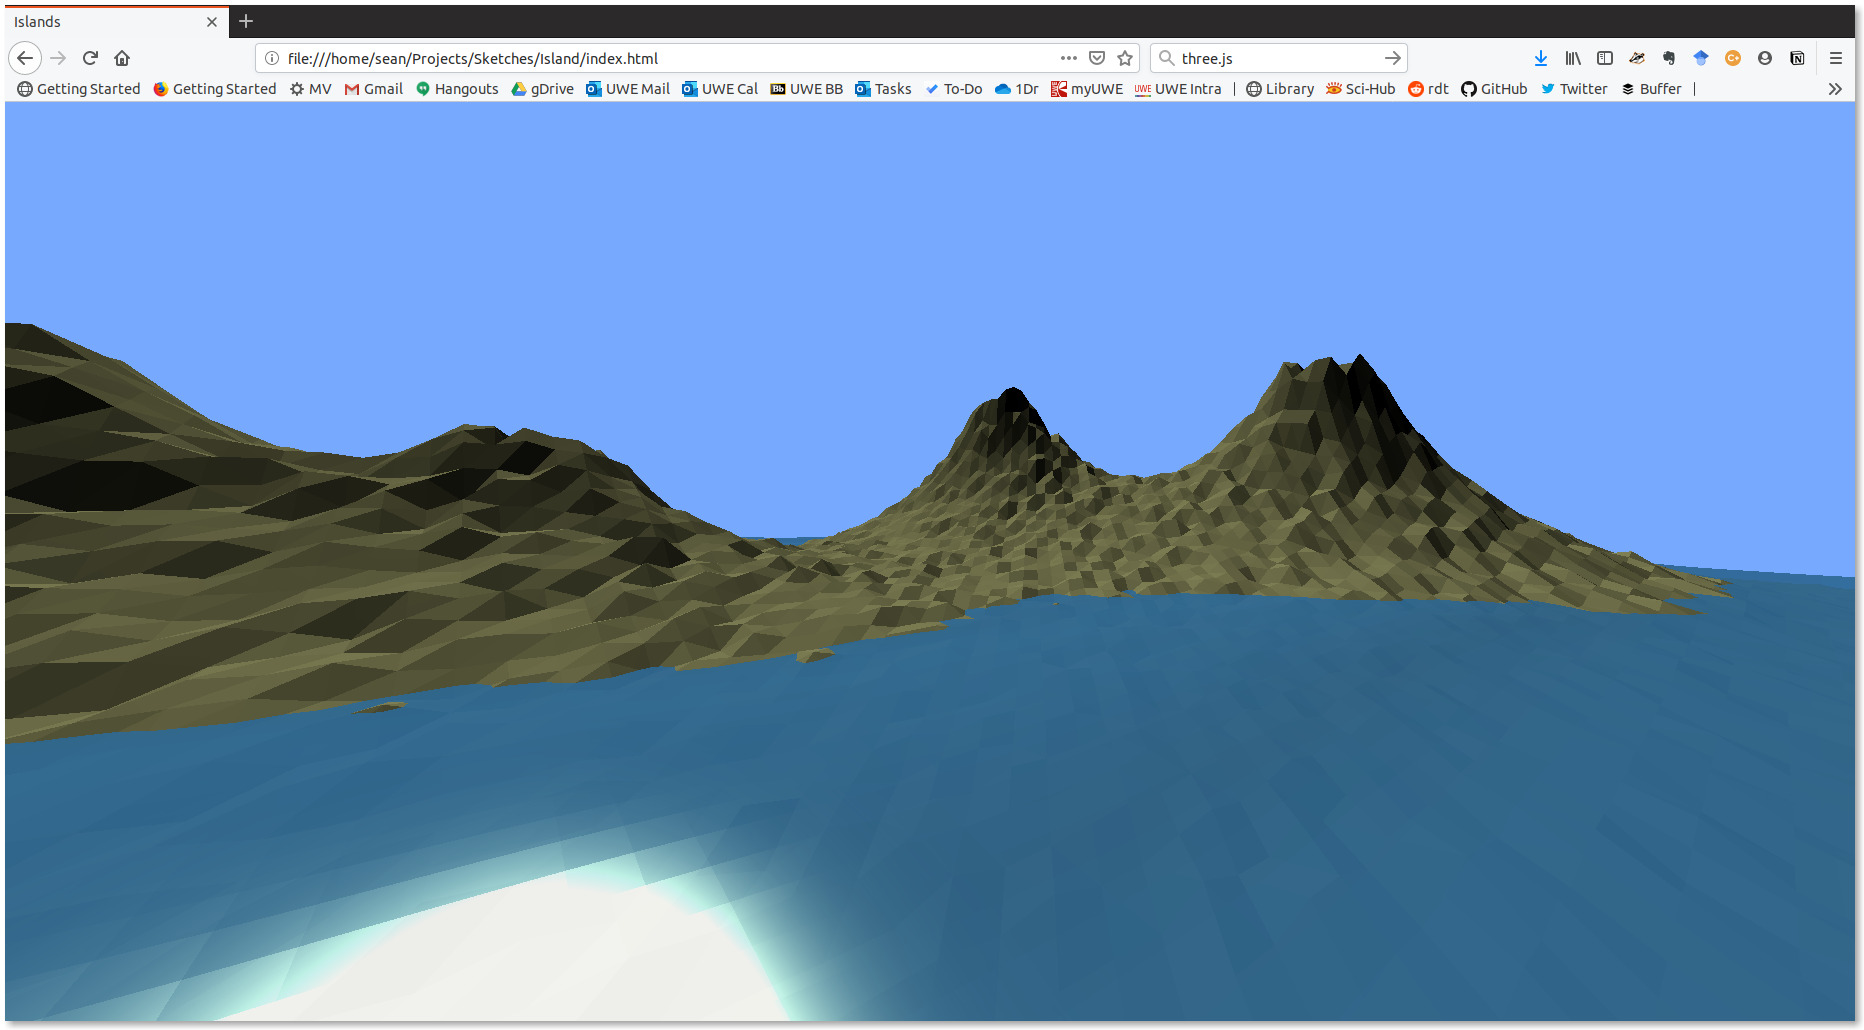 Islands
file:///home/sean/Projects/Sketches/Island/index.html
three.js
Getting Started Getting Started MV Gmail Hangouts gDrive UWE Mail UWE Cal Bb UWE BB Tasks To-Do 1Dr myUWE UWE UWE Intra | Library Sci-Hub rdt GitHub Twitter Buffer |